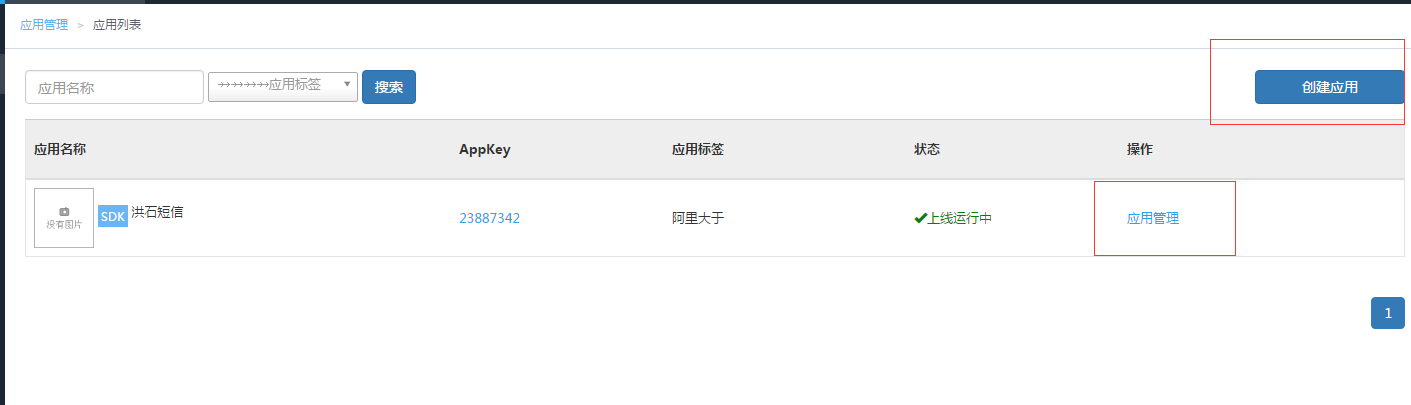 应用管理 > 应用列表
应用名称 →→→→→→应用标签 搜索 创建应用
应用名称 AppKey 应用标签 状态 操作
没有图片 SDK 洪石短信 23887342 阿里大于 上线运行中 应用管理
1